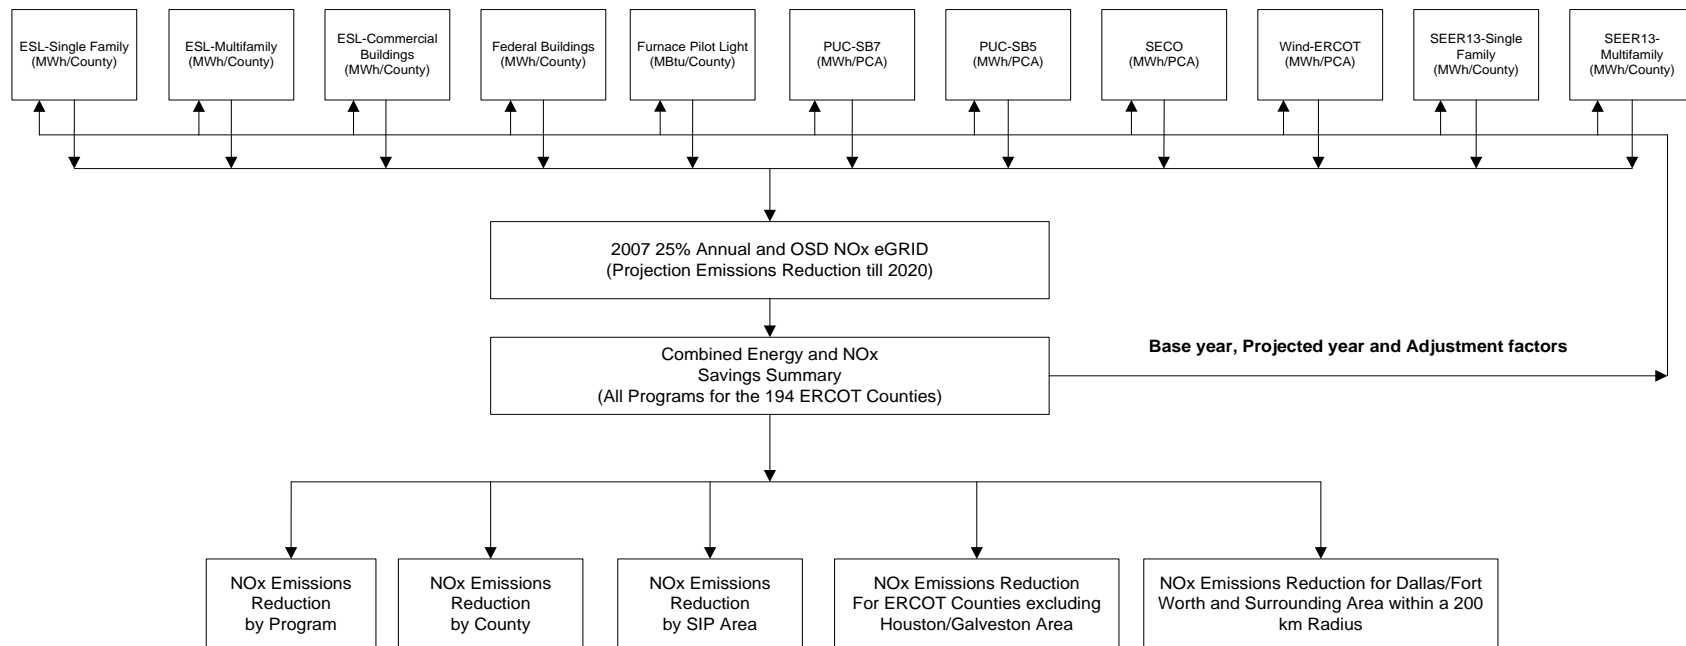 ESL-Single Family
(MWh/County)
ESL-Multifamily
(MWh/County)
ESL-Commercial
Buildings
(MWh/County)
Federal Buildings
(MWh/County)
Furnace Pilot Light
(MBtu/County)
PUC-SB7
(MWh/PCA)
PUC-SB5
(MWh/PCA)
SECO
(MWh/PCA)
Wind-ERCOT
(MWh/PCA)
SEER13-Single
Family
(MWh/County)
SEER13-
Multifamily
(MWh/County)
2007 25% Annual and OSD NOx eGRID
(Projection Emissions Reduction till 2020)
Combined Energy and NOx
Savings Summary
(All Programs for the 194 ERCOT Counties)
Base year, Projected year and Adjustment factors
NOx Emissions
Reduction
by Program
NOx Emissions
Reduction
by County
NOx Emissions
Reduction
by SIP Area
NOx Emissions Reduction
For ERCOT Counties excluding
Houston/Galveston Area
NOx Emissions Reduction for Dallas/Fort
Worth and Surrounding Area within a 200
km Radius